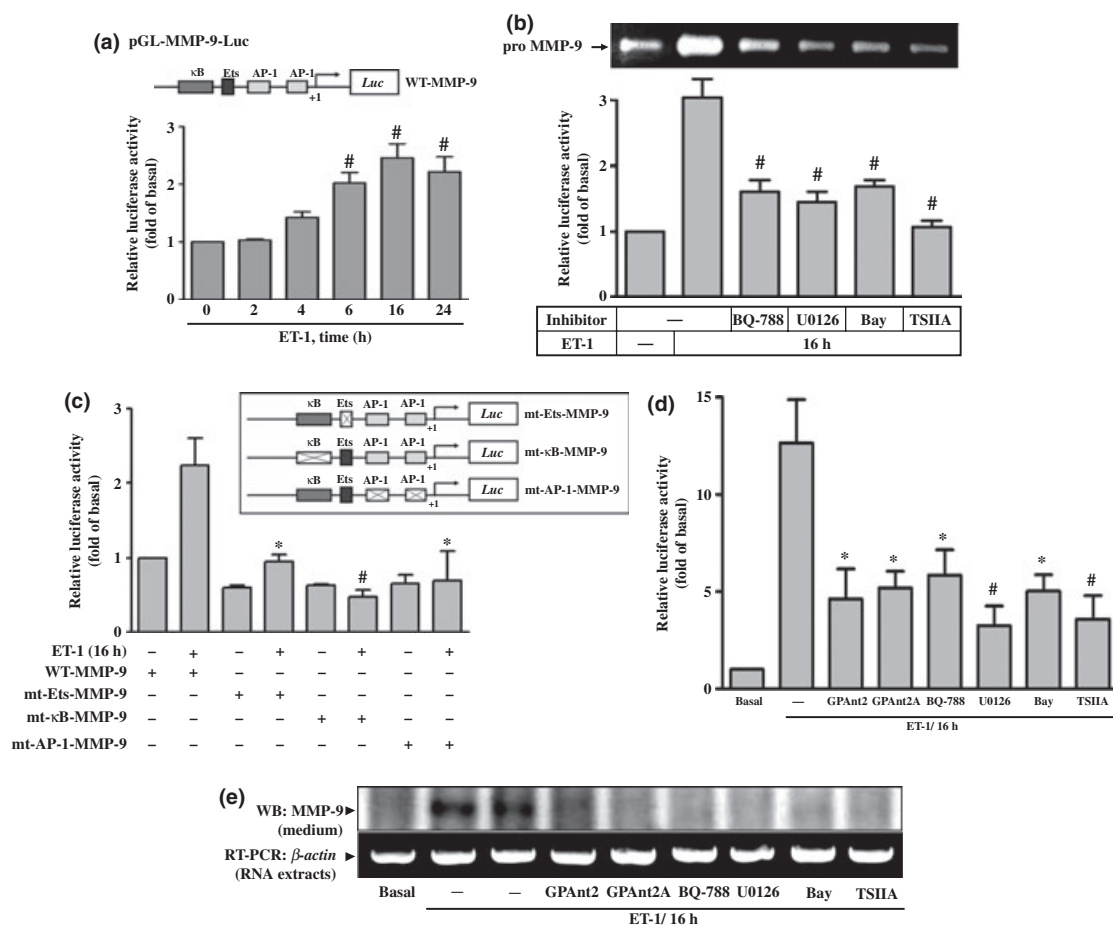 (a)
pGL-MMP-9-Luc
κB Ets AP-1 AP-1
+1
Luc
WT-MMP-9
Relative luciferase activity
(fold of basal)
3
2
1
0
# # #
0 2 4 6 16 24
ET-1, time (h)
(b)
pro MMP-9
Relative luciferase activity
(fold of basal)
3
2
1
0
# # # #
Inhibitor — BQ-788 U0126 Bay TSIIA
ET-1 — 16 h
(c)
Relative luciferase activity
(fold of basal)
3
2
1
0
κB Ets AP-1 AP-1
+1
Luc
mt-Ets-MMP-9
κB Ets AP-1 AP-1
+1
Luc
mt-κB-MMP-9
κB Ets AP-1 AP-1
+1
Luc
mt-AP-1-MMP-9
* # *
ET-1 (16 h) – + – + – + – +
WT-MMP-9 + + – – – – – –
mt-Ets-MMP-9 – – + + – – – –
mt-κB-MMP-9 – – – – + + – –
mt-AP-1-MMP-9 – – – – – – + +
(d)
Relative luciferase activity
(fold of basal)
15
10
5
0
* * * # * #
Basal — GPAnt2 GPAnt2A BQ-788 U0126 Bay TSIIA
ET-1/ 16 h
(e)
WB: MMP-9
(medium)
RT-PCR: β-actin
(RNA extracts)
Basal — — GPAnt2 GPAnt2A BQ-788 U0126 Bay TSIIA
ET-1/ 16 h